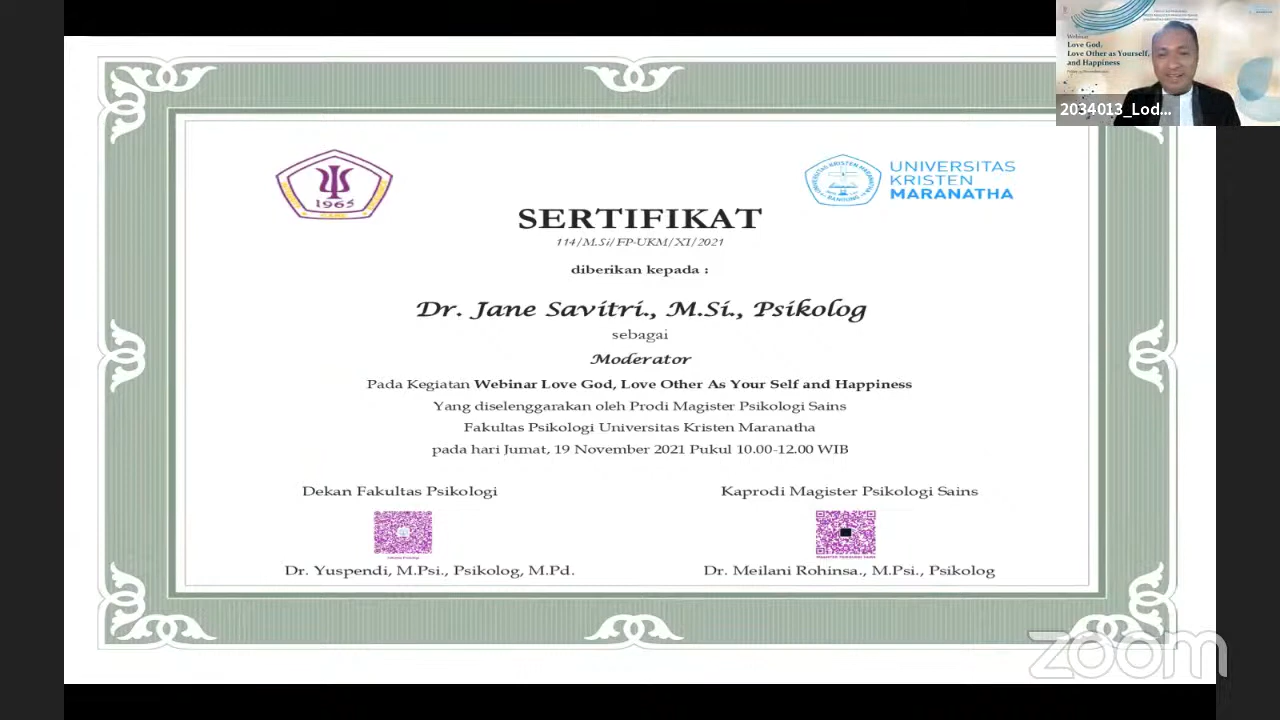 Webinar
Love God,
Love Other as Yourself,
and Happiness
2034013_Lod...
1965
UNIVERSITAS
KRISTEN
MARANATHA
SERTIFIKAT
114/M.Si/FP-UKM/XI/2021
diberikan kepada :
Dr. Jane Savitri., M.Si., Psikolog
sebagai
Moderator
Pada Kegiatan Webinar Love God, Love Other As Your Self and Happiness
Yang diselenggarakan oleh Prodi Magister Psikologi Sains
Fakultas Psikologi Universitas Kristen Maranatha
pada hari Jumat, 19 November 2021 Pukul 10.00-12.00 WIB
Dekan Fakultas Psikologi
Kaprodi Magister Psikologi Sains
Dr. Yuspendi, M.Psi., Psikolog, M.Pd.
Dr. Meilani Rohinsa., M.Psi., Psikolog
zoom